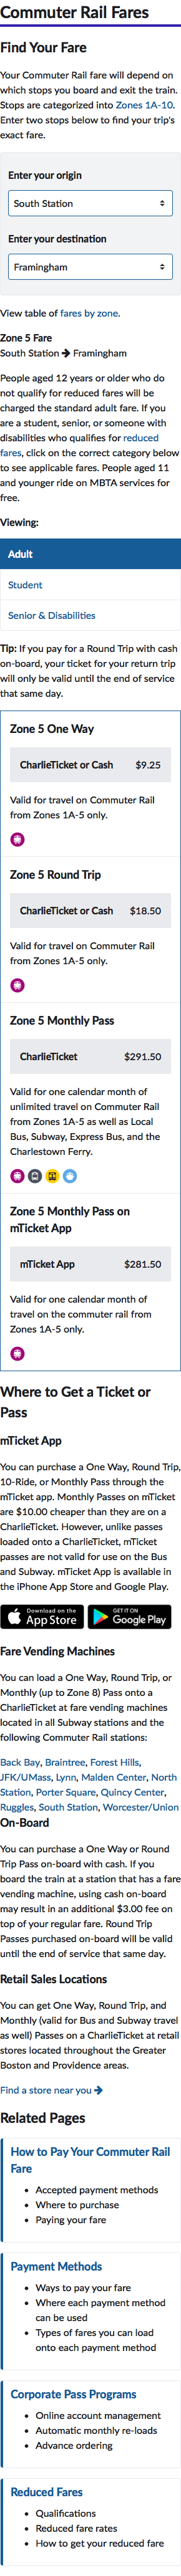 Commuter Rail Fares
Find Your Fare
Your Commuter Rail fare will depend on
which stops you board and exit the train.
Stops are categorized into Zones 1A-10.
Enter two stops below to find your trip's
exact fare.
Enter your origin
South Station
Enter your destination
Framingham
View table of fares by zone.
Zone 5 Fare
South Station → Framingham
People aged 12 years or older who do
not qualify for reduced fares will be
charged the standard adult fare. If you
are a student, senior, or someone with
disabilities who qualifies for reduced
fares, click on the correct category below
to see applicable fares. People aged 11
and younger ride on MBTA services for
free.
Viewing:
Adult
Student
Senior & Disabilities
Tip: If you pay for a Round Trip with cash
on-board, your ticket for your return trip
will only be valid until the end of service
that same day.
Zone 5 One Way
CharlieTicket or Cash $9.25
Valid for travel on Commuter Rail
from Zones 1A-5 only.
Zone 5 Round Trip
CharlieTicket or Cash $18.50
Valid for travel on Commuter Rail
from Zones 1A-5 only.
Zone 5 Monthly Pass
CharlieTicket $291.50
Valid for one calendar month of
unlimited travel on Commuter Rail
from Zones 1A-5 as well as Local
Bus, Subway, Express Bus, and the
Charlestown Ferry.
Zone 5 Monthly Pass on
mTicket App
mTicket App $281.50
Valid for one calendar month of
travel on the commuter rail from
Zones 1A-5 only.
Where to Get a Ticket or
Pass
mTicket App
You can purchase a One Way, Round Trip,
10-Ride, or Monthly Pass through the
mTicket app. Monthly Passes on mTicket
are $10.00 cheaper than they are on a
CharlieTicket. However, unlike passes
loaded onto a CharlieTicket, mTicket
passes are not valid for use on the Bus
and Subway. mTicket App is available in
the iPhone App Store and Google Play.
Download on the
App Store
GET IT ON
Google Play
Fare Vending Machines
You can load a One Way, Round Trip, or
Monthly (up to Zone 8) Pass onto a
CharlieTicket at fare vending machines
located in all Subway stations and the
following Commuter Rail stations:
Back Bay, Braintree, Forest Hills,
JFK/UMass, Lynn, Malden Center, North
Station, Porter Square, Quincy Center,
Ruggles, South Station, Worcester/Union
On-Board
You can purchase a One Way or Round
Trip Pass on-board with cash. If you
board the train at a station that has a fare
vending machine, using cash on-board
may result in an additional $3.00 fee on
top of your regular fare. Round Trip
Passes purchased on-board will be valid
until the end of service that same day.
Retail Sales Locations
You can get One Way, Round Trip, and
Monthly (valid for Bus and Subway travel
as well) Passes on a CharlieTicket at retail
stores located throughout the Greater
Boston and Providence areas.
Find a store near you →
Related Pages
How to Pay Your Commuter Rail
Fare
• Accepted payment methods
• Where to purchase
• Paying your fare
Payment Methods
• Ways to pay your fare
• Where each payment method
can be used
• Types of fares you can load
onto each payment method
Corporate Pass Programs
• Online account management
• Automatic monthly re-loads
• Advance ordering
Reduced Fares
• Qualifications
• Reduced fare rates
• How to get your reduced fare